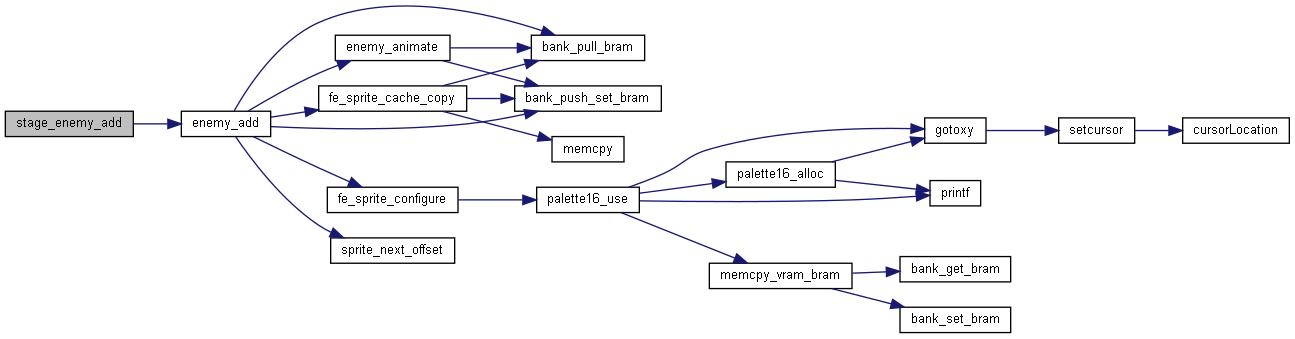 stage_enemy_add
enemy_add
enemy_animate
fe_sprite_cache_copy
fe_sprite_configure
sprite_next_offset
bank_pull_bram
bank_push_set_bram
memcpy
palette16_use
palette16_alloc
memcpy_vram_bram
gotoxy
printf
bank_get_bram
bank_set_bram
setcursor
cursorLocation